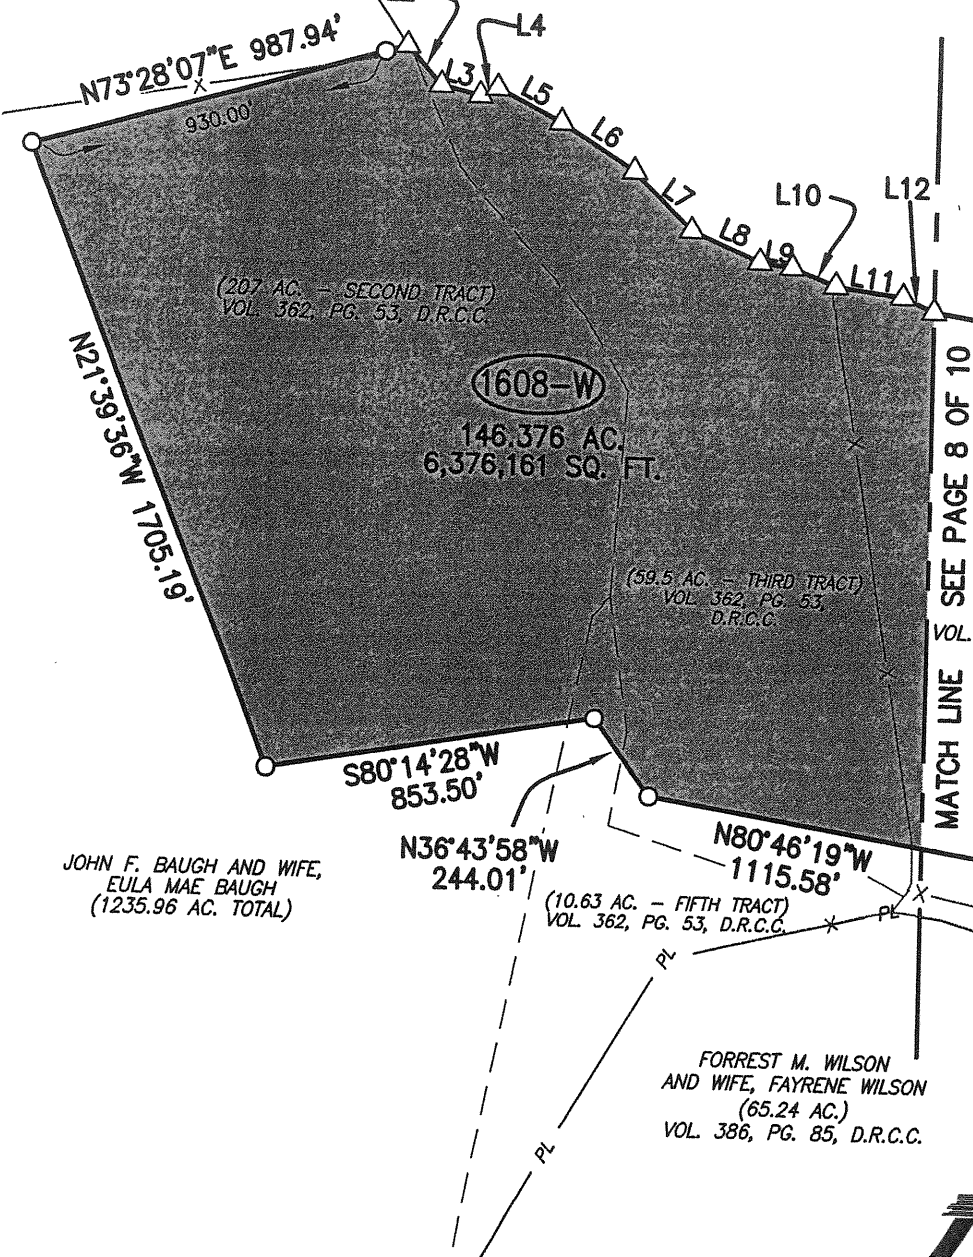 L4
N73°28'07"E 987.94'
X
930.00'
L3
L5
L6
L7
L8
L9
L10
L11
L12
(207 AC. - SECOND TRACT)
VOL. 362, PG. 53, D.R.C.C.
1608-W
146.376 AC.
6,376,161 SQ. FT.
N21°39'36"W 1705.19'
(59.5 AC. - THIRD TRACT)
VOL. 362, PG. 53,
D.R.C.C.
X
X
MATCH LINE SEE PAGE 8 OF 10
VOL.
S80°14'28"W
853.50'
N36°43'58"W
244.01'
N80°46'19"W
1115.58'
JOHN F. BAUGH AND WIFE,
EULA MAE BAUGH
(1235.96 AC. TOTAL)
(10.63 AC. - FIFTH TRACT)
VOL. 362, PG. 53, D.R.C.C.
X
X
PL
PL
PL
FORREST M. WILSON
AND WIFE, FAYRENE WILSON
(65.24 AC.)
VOL. 386, PG. 85, D.R.C.C.